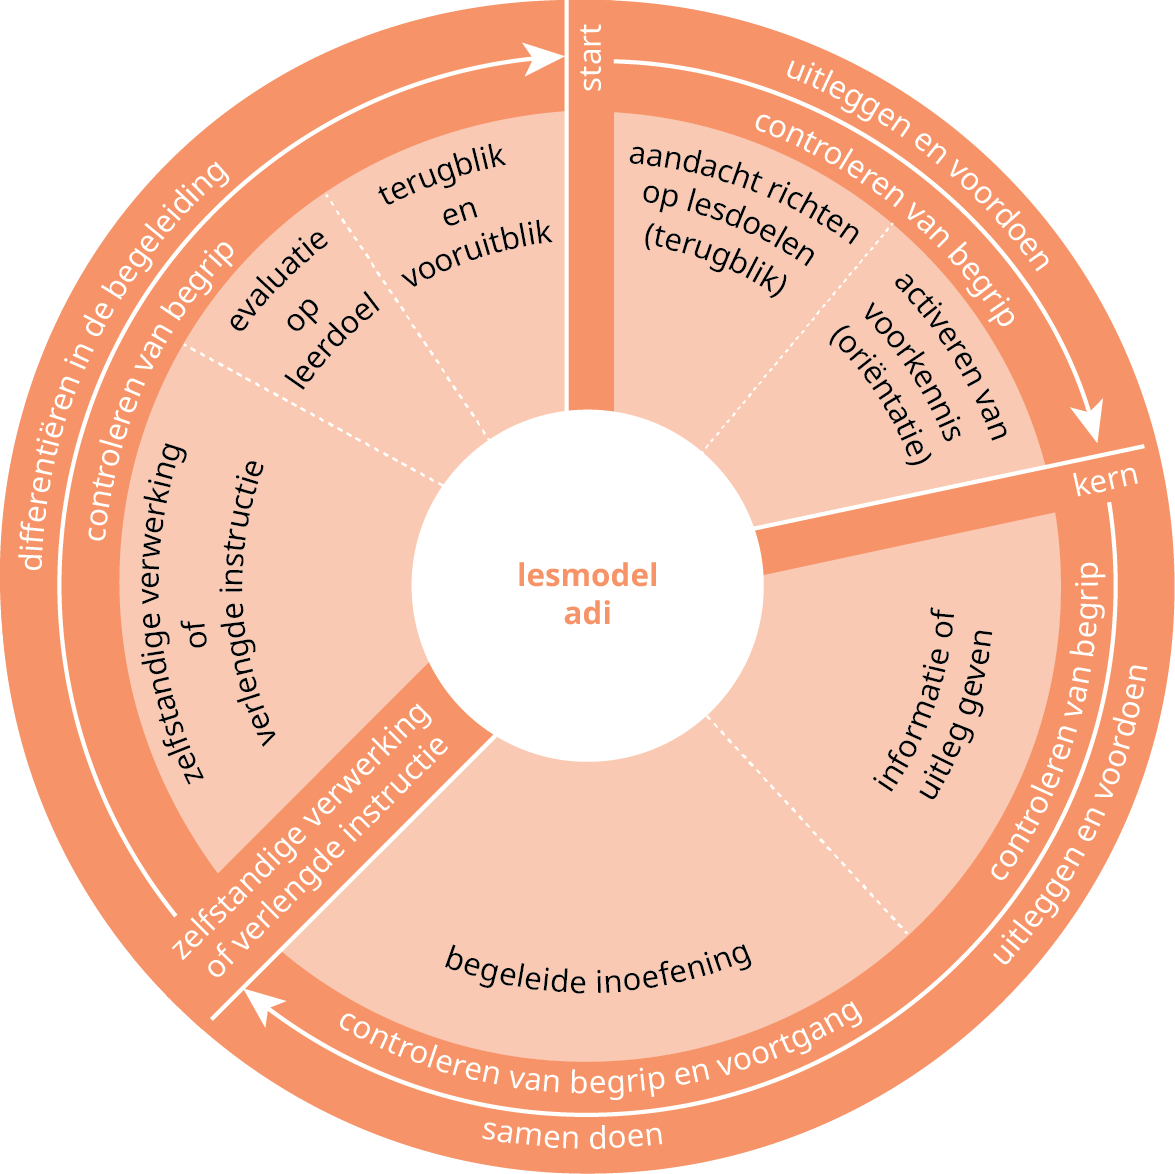 start
uitleggen en voordoen
controleren van begrip
aandacht richten
op lesdoelen
(terugblik)
activeren van
voorkennis
(oriëntatie)
kern
controleren van begrip
uitleggen en voordoen
informatie of
uitleg geven
begeleide inoefening
controleren van begrip en voortgang
samen doen
zelfstandige verwerking
of verlengde instructie
differentiëren in de begeleiding
controleren van begrip
zelfstandige verwerking
of
verlengde instructie
evaluatie
op
leerdoel
terugblik
en
vooruitblik
lesmodel
adi